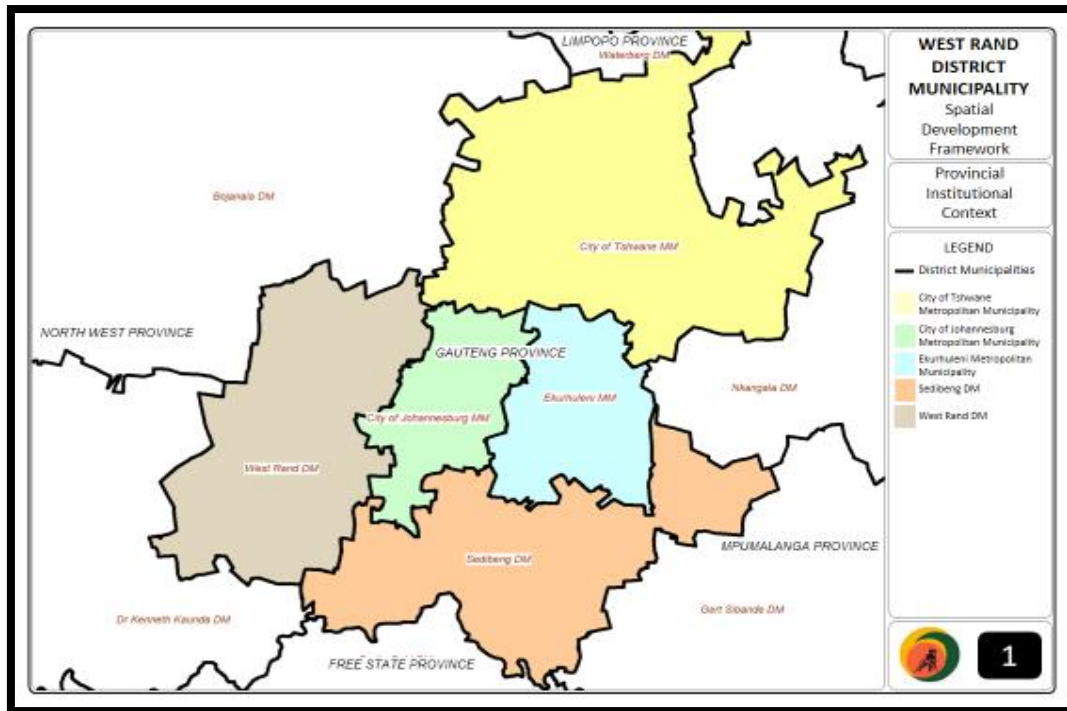 LIMPOPO PROVINCE
Waterberg DM
Bojanala DM
City of Tshwane MM
NORTH WEST PROVINCE
GAUTENG PROVINCE
Nkangala DM
Ekurhuleni MM
City of Johannesburg MM
West Rand DM
MPUMALANGA PROVINCE
Sedibeng DM
Gert Sibande DM
Dr Kenneth Kaunda DM
FREE STATE PROVINCE
WEST RAND
DISTRICT
MUNICIPALITY
Spatial
Development
Framework
Provincial
Institutional
Context
LEGEND
District Municipalities
City of Tshwane
Metropolitan Municipality
City of Johannesburg
Metropolitan Municipality
Ekurhuleni Metropolitan
Municipality
Sedibeng DM
West Rand DM
1